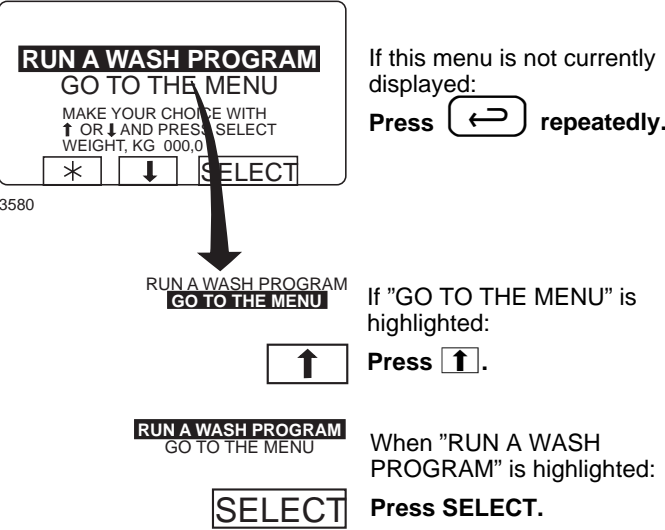 RUN A WASH PROGRAM
GO TO THE MENU
MAKE YOUR CHOICE WITH
↑ OR ↓ AND PRESS SELECT
WEIGHT, KG 000,0
* ↓ SELECT
3580
If this menu is not currently
displayed:
Press ↩ repeatedly.
RUN A WASH PROGRAM
GO TO THE MENU
If ”GO TO THE MENU” is
highlighted:
↑
Press ↑.
RUN A WASH PROGRAM
GO TO THE MENU
When ”RUN A WASH
PROGRAM” is highlighted:
SELECT
Press SELECT.